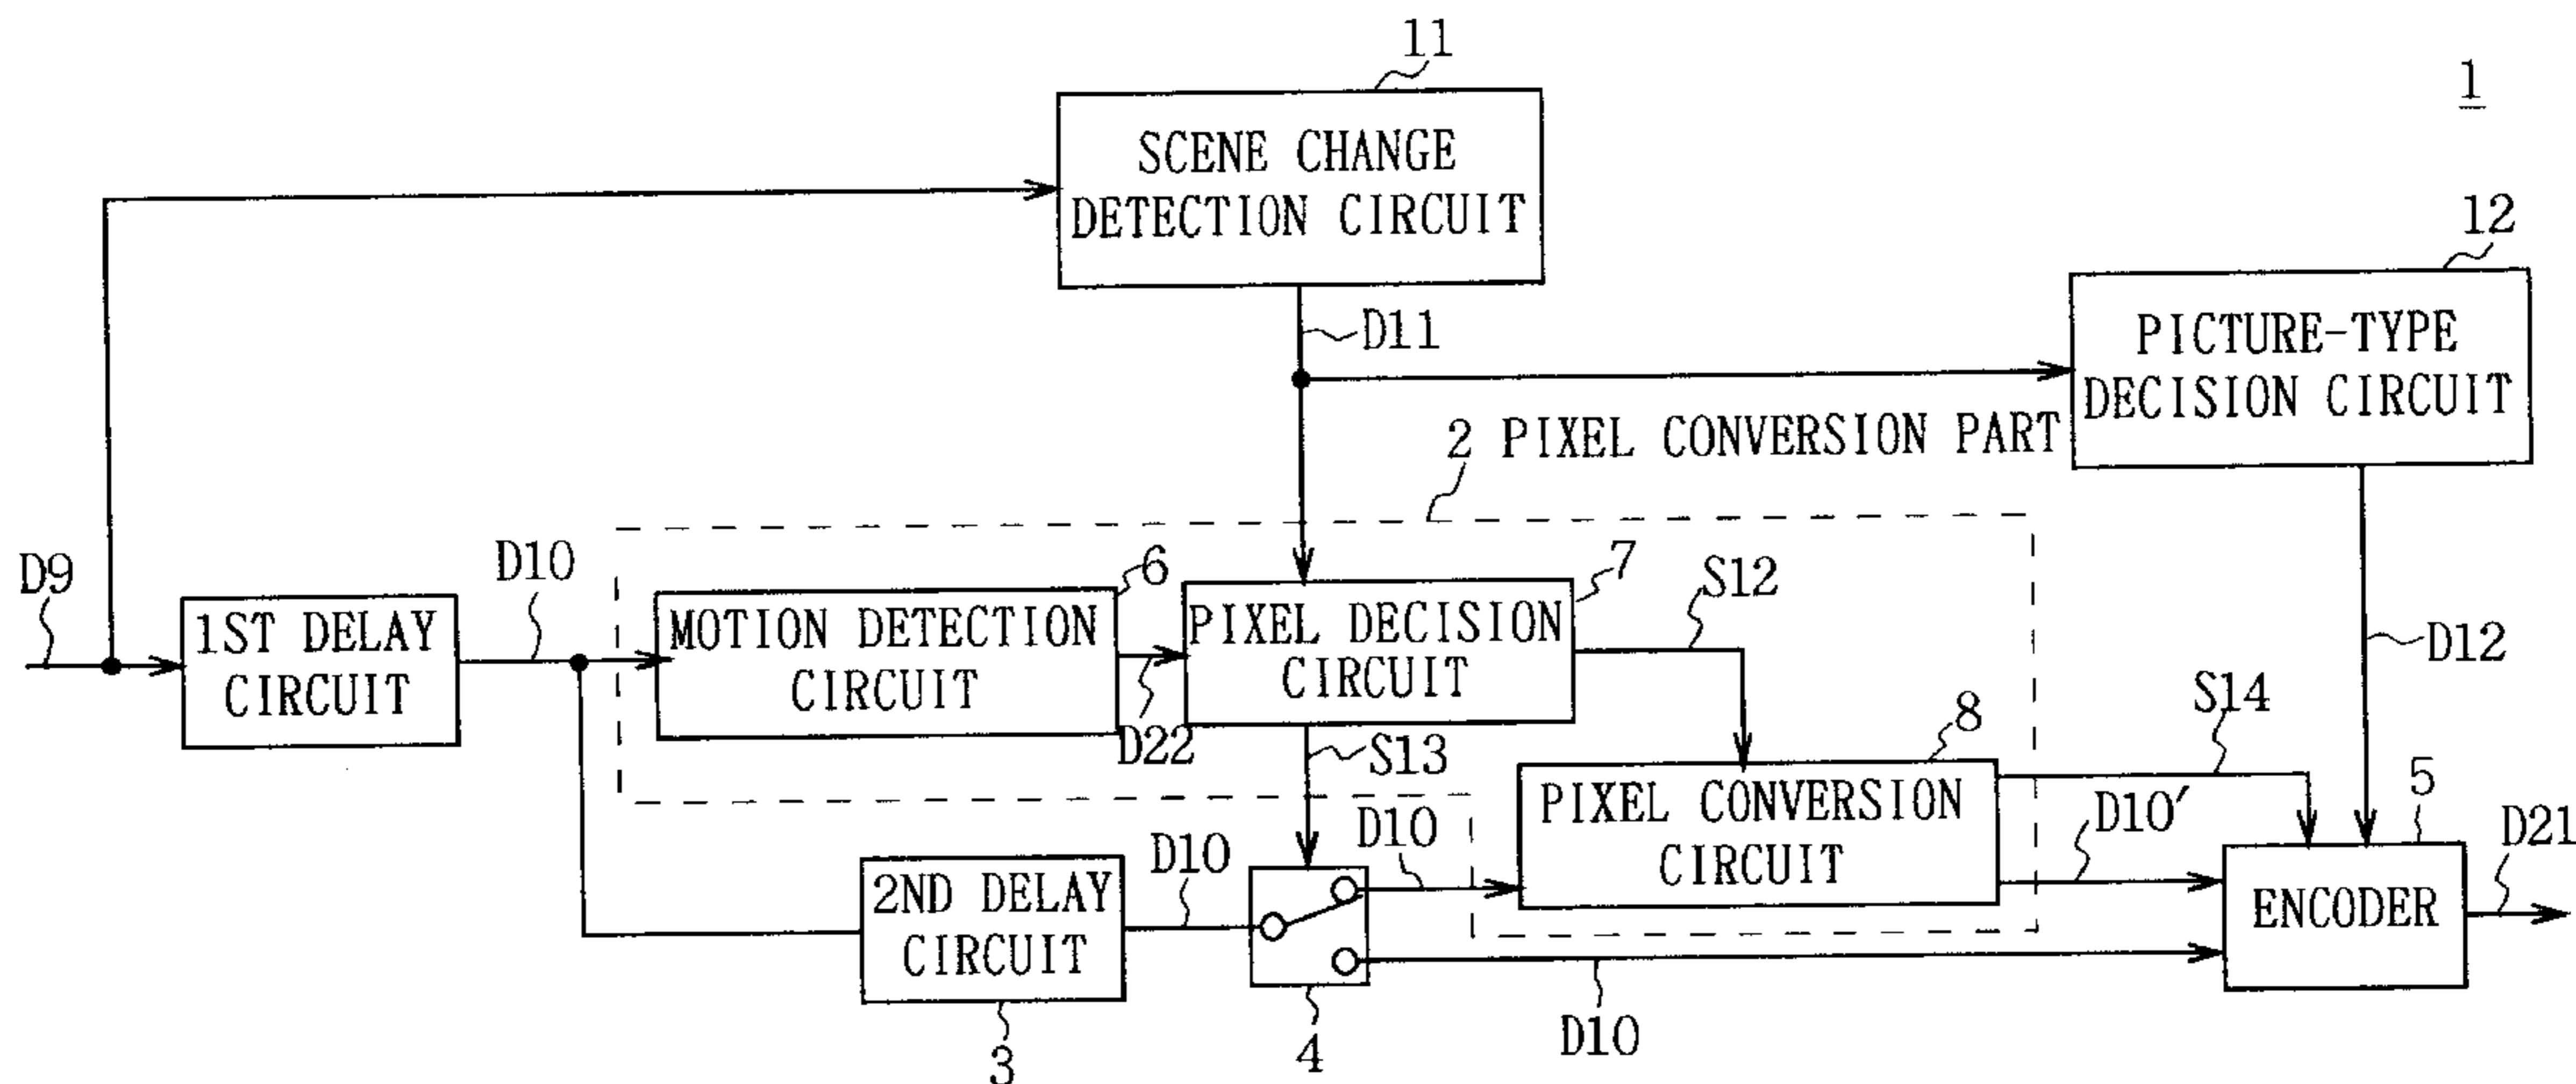 11
1
SCENE CHANGE
DETECTION CIRCUIT
12
D11
PICTURE-TYPE
DECISION CIRCUIT
2 PIXEL CONVERSION PART
D9
D10
6
7
S12
1ST DELAY
CIRCUIT
MOTION DETECTION
CIRCUIT
PIXEL DECISION
CIRCUIT
D12
D22
S13
8
S14
PIXEL CONVERSION
CIRCUIT
D10
D10
D10′
5
D21
2ND DELAY
CIRCUIT
ENCODER
3
4
D10